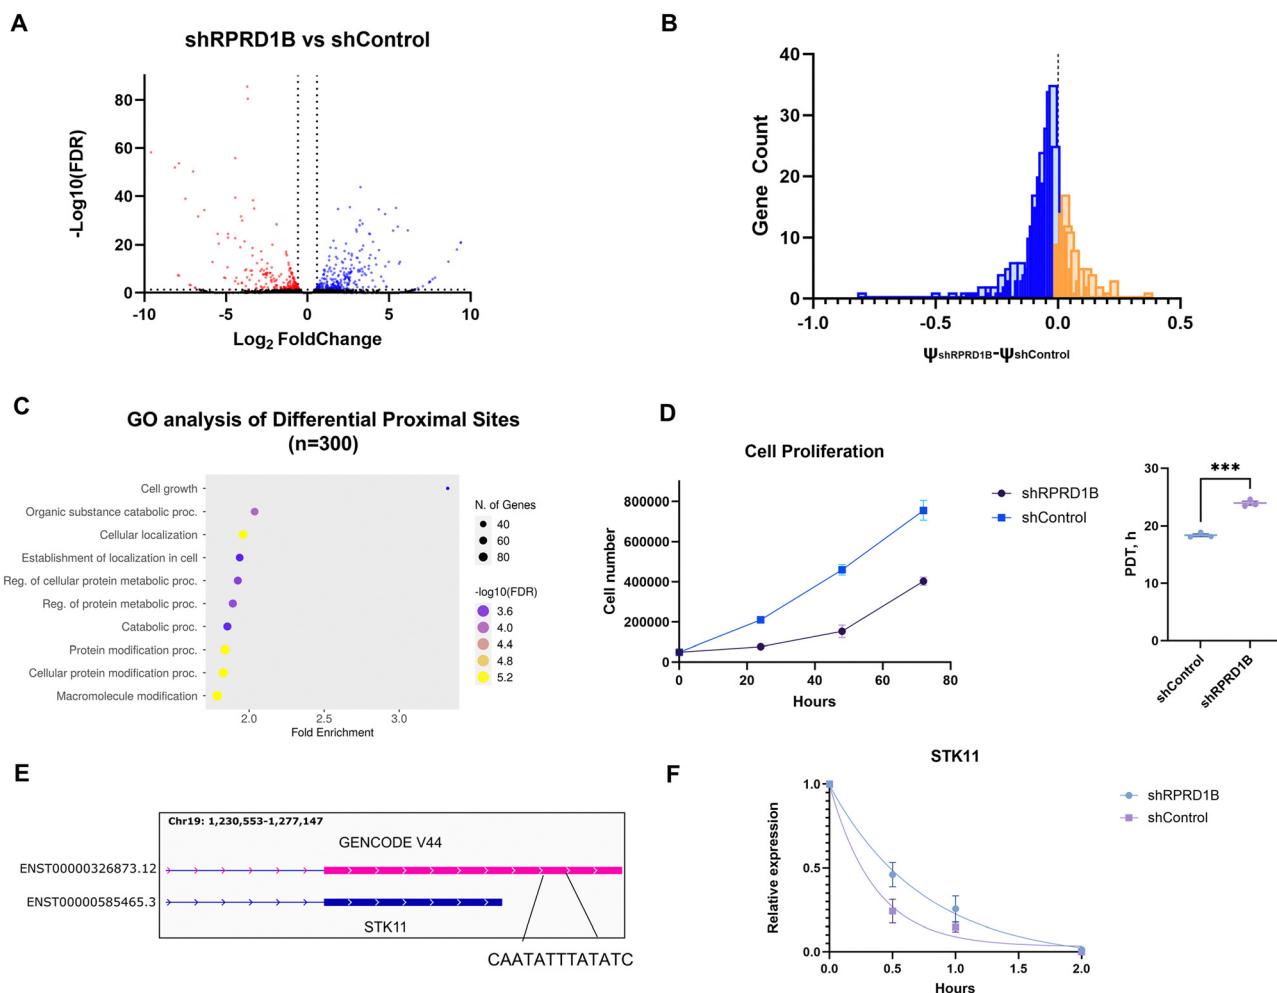 A
shRPRD1B vs shControl
-Log10(FDR)
80
60
40
20
0
-10
-5
0
5
10
Log2 FoldChange
B
Gene Count
40
30
20
10
0
-1.0
-0.5
0.0
0.5
ΨshRPRD1B-ΨshControl
C
GO analysis of Differential Proximal Sites
(n=300)
Cell growth
Organic substance catabolic proc.
Cellular localization
Establishment of localization in cell
Reg. of cellular protein metabolic proc.
Reg. of protein metabolic proc.
Catabolic proc.
Protein modification proc.
Cellular protein modification proc.
Macromolecule modification
2.0
2.5
3.0
Fold Enrichment
N. of Genes
40
60
80
-log10(FDR)
3.6
4.0
4.4
4.8
5.2
D
Cell Proliferation
Cell number
800000
600000
400000
200000
0
0
20
40
60
80
Hours
shRPRD1B
shControl
PDT, h
30
20
10
0
***
shControl
shRPRD1B
E
Chr19: 1,230,553-1,277,147
GENCODE V44
ENST00000326873.12
ENST00000585465.3
STK11
CAATATTTATATC
F
STK11
Relative expression
1.0
0.5
0.0
0.0
0.5
1.0
1.5
2.0
Hours
shRPRD1B
shControl